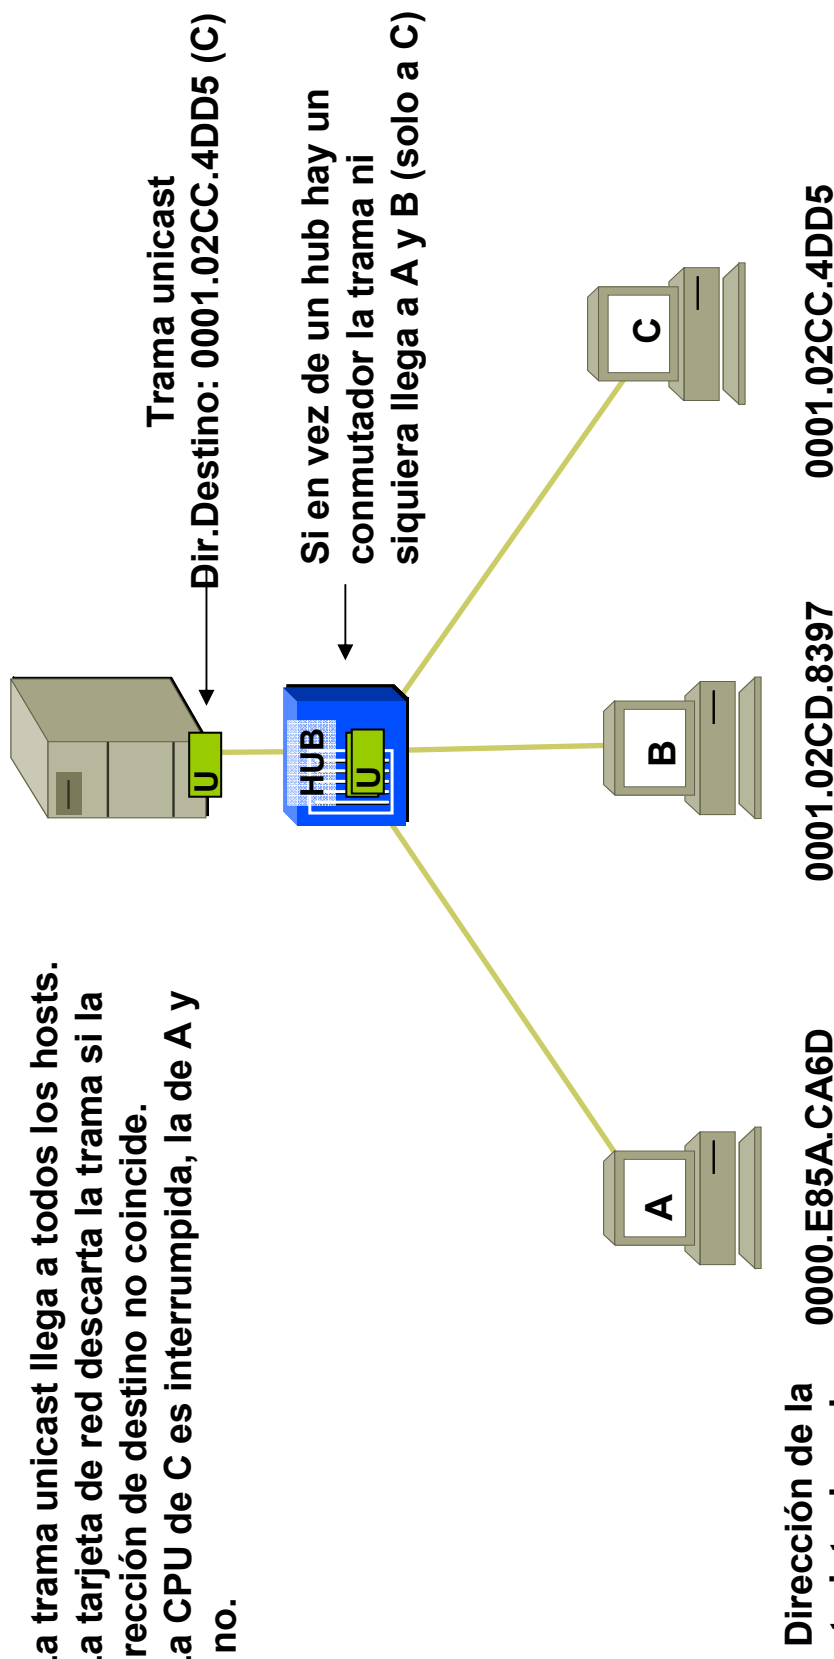 a trama unicast llega a todos los hosts.
a tarjeta de red descarta la trama si la
rección de destino no coincide.
a CPU de C es interrumpida, la de A y
no.
Trama unicast
Dir.Destino: 0001.02CC.4DD5 (C)
U
HUB
U
Si en vez de un hub hay un
conmutador la trama ni
siquiera llega a A y B (solo a C)
A
B
C
0000.E85A.CA6D
0001.02CD.8397
0001.02CC.4DD5
Dirección de la